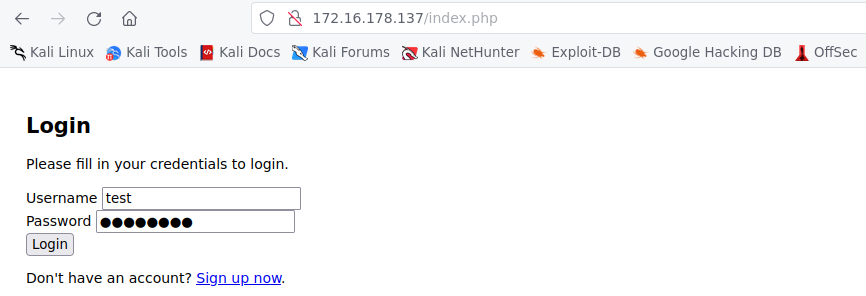 172.16.178.137/index.php
Kali Linux Kali Tools Kali Docs Kali Forums Kali NetHunter Exploit-DB Google Hacking DB OffSec
Login
Please fill in your credentials to login.
Username test
Password ●●●●●●●●
Login
Don't have an account? Sign up now.